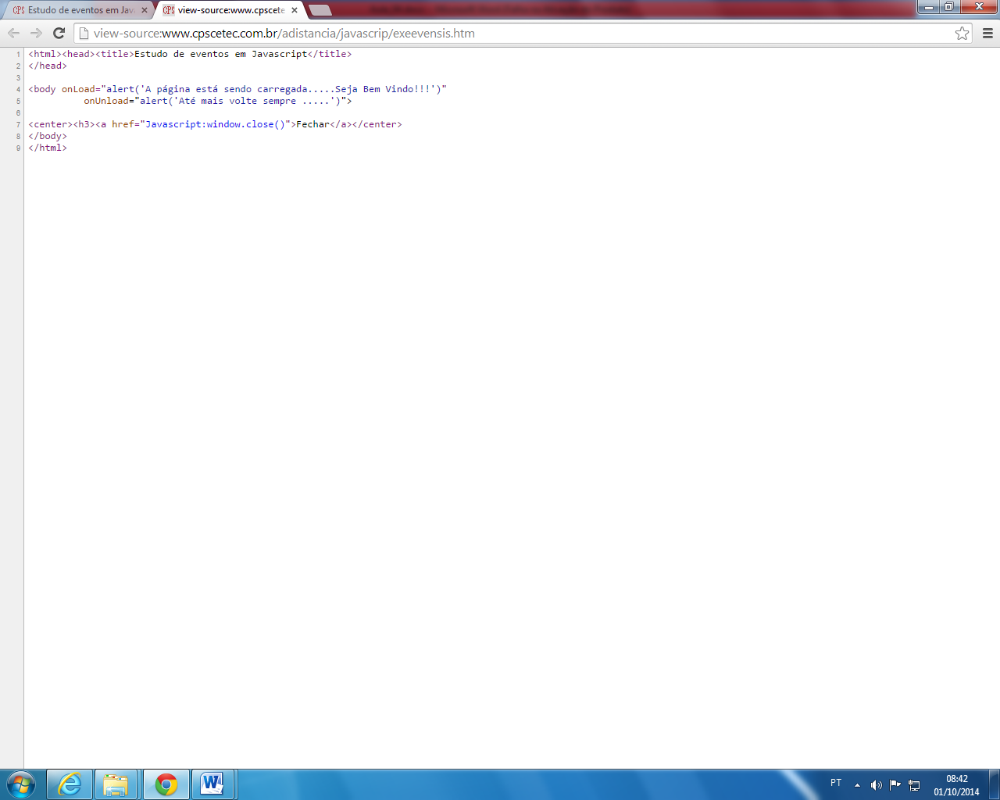 CPS Estudo de eventos em Jav
CPS view-source:www.cpscete
view-source:www.cpscetec.com.br/adistancia/javascrip/exeevensis.htm
1 <html><head><title>Estudo de eventos em Javascript</title>
2 </head>
3
4 <body onLoad="alert('A página está sendo carregada.....Seja Bem Vindo!!!')"
5 onUnload="alert('Até mais volte sempre .....')">
6
7 <center><h3><a href="Javascript:window.close()">Fechar</a></center>
8 </body>
9 </html>
PT
08:42
01/10/2014